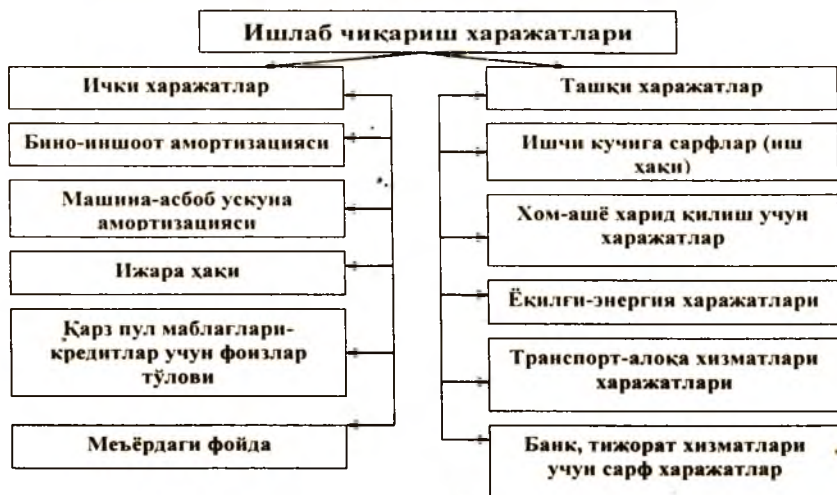 Ишлаб чиқариш харажатлари
Ички харажатлар
Бино-иншоот амортизацияси
Машина-асбоб ускуна
амортизацияси
Ижара ҳақи
Қарз пул маблағлари-
кредитлар учун фоизлар
тўлови
Меъёрдаги фойда
Ташқи харажатлар
Ишчи кучига сарфлар (иш
ҳақи)
Хом-ашё харид қилиш учун
харажатлар
Ёқилғи-энергия харажатлари
Транспорт-алоқа хизматлари
харажатлари
Банк, тижорат хизматлари
учун сарф харажатлар